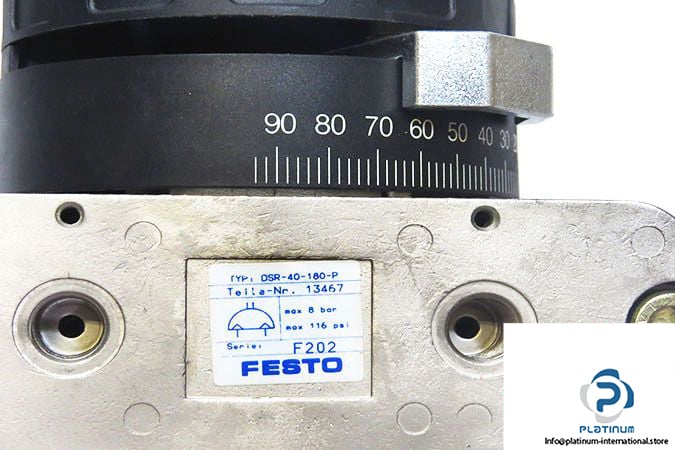 90 80 70 60 50 40 30
TYP: DSR-40-180-P
Teile-Nr. 13467
max 8 bar
max 116 psi
Serie: F202
FESTO
PLATINUM
Info@platinum-international.store